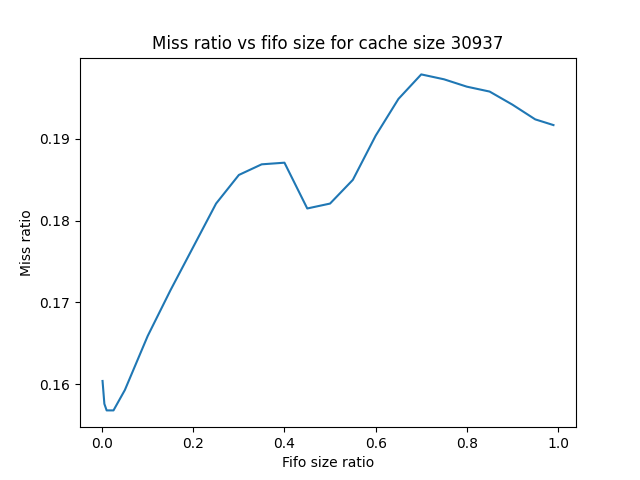 Miss ratio vs fifo size for cache size 30937
Miss ratio
0.19
0.18
0.17
0.16
0.0 0.2 0.4 0.6 0.8 1.0
Fifo size ratio